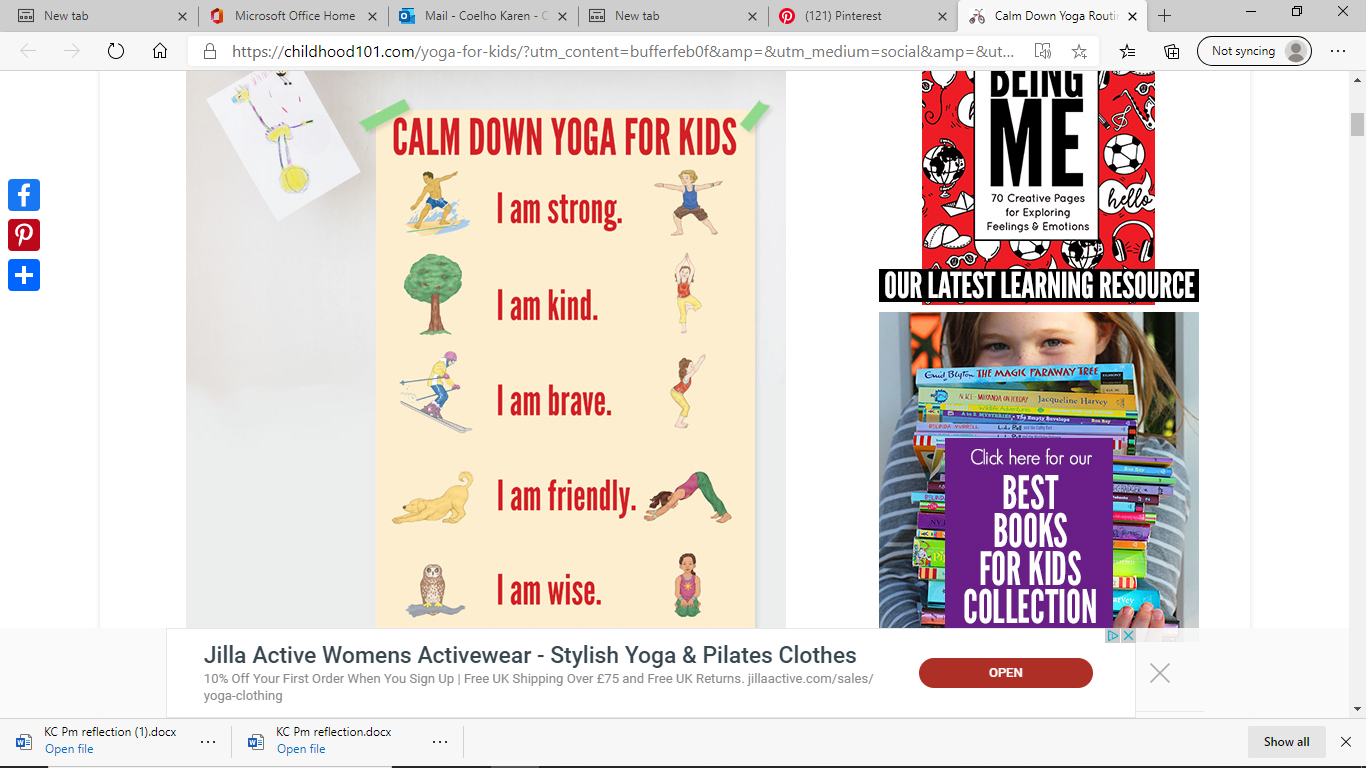 New tab
Microsoft Office Home
Mail - Coelho Karen - C
New tab
(121) Pinterest
Calm Down Yoga Routi
https://childhood101.com/yoga-for-kids/?utm_content=bufferfeb0f&amp=&utm_medium=social&amp=&ut...
Not syncing
CALM DOWN YOGA FOR KIDS
I am strong.
I am kind.
I am brave.
I am friendly.
I am wise.
BEING
ME
70 Creative Pages
for Exploring
Feelings & Emotions
hello
OUR LATEST LEARNING RESOURCE
Enid Blyton THE MAGIC FARAWAY TREE
Jacqueline Harvey
A to Z MYSTERIES The Empty Envelope
Click here for our
BEST
BOOKS
FOR KIDS
COLLECTION
Jilla Active Womens Activewear - Stylish Yoga & Pilates Clothes
10% Off Your First Order When You Sign Up | Free UK Shipping Over £75 and Free UK Returns. jillaactive.com/sales/
yoga-clothing
OPEN
KC Pm reflection (1).docx
Open file
KC Pm reflection.docx
Open file
Show all